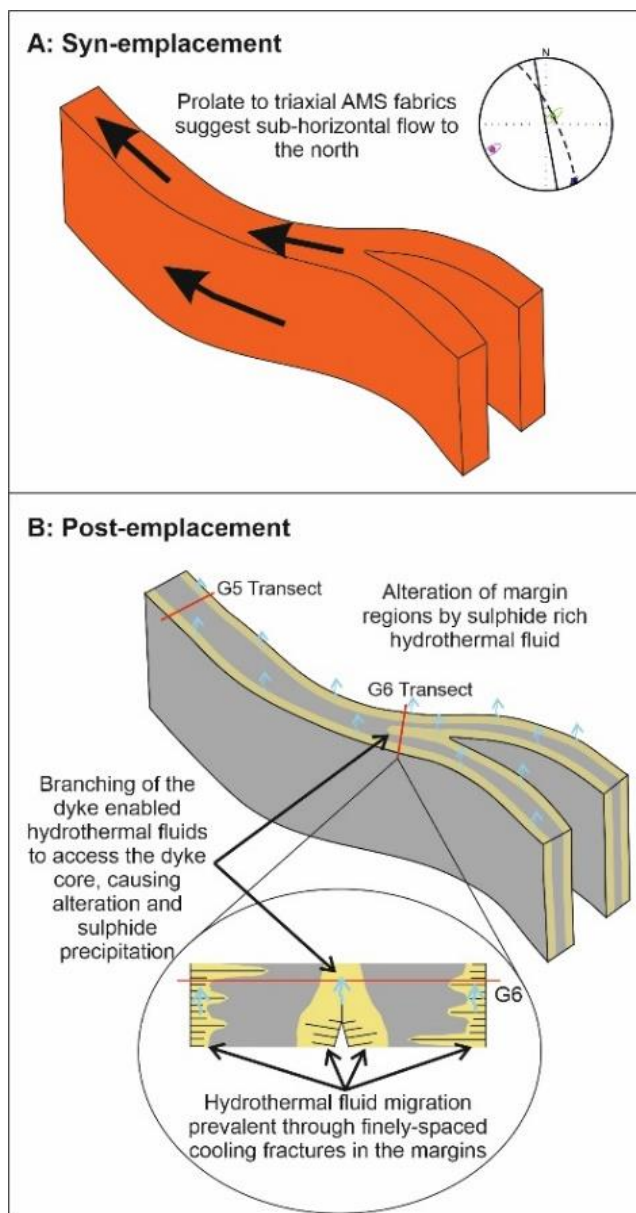 A: Syn-emplacement
N
Prolate to triaxial AMS fabrics
suggest sub-horizontal flow to
the north
B: Post-emplacement
G5 Transect
Alteration of margin
regions by sulphide rich
hydrothermal fluid
G6 Transect
Branching of the
dyke enabled
hydrothermal fluids
to access the dyke
core, causing
alteration and
sulphide
precipitation
G6
Hydrothermal fluid migration
prevalent through finely-spaced
cooling fractures in the margins